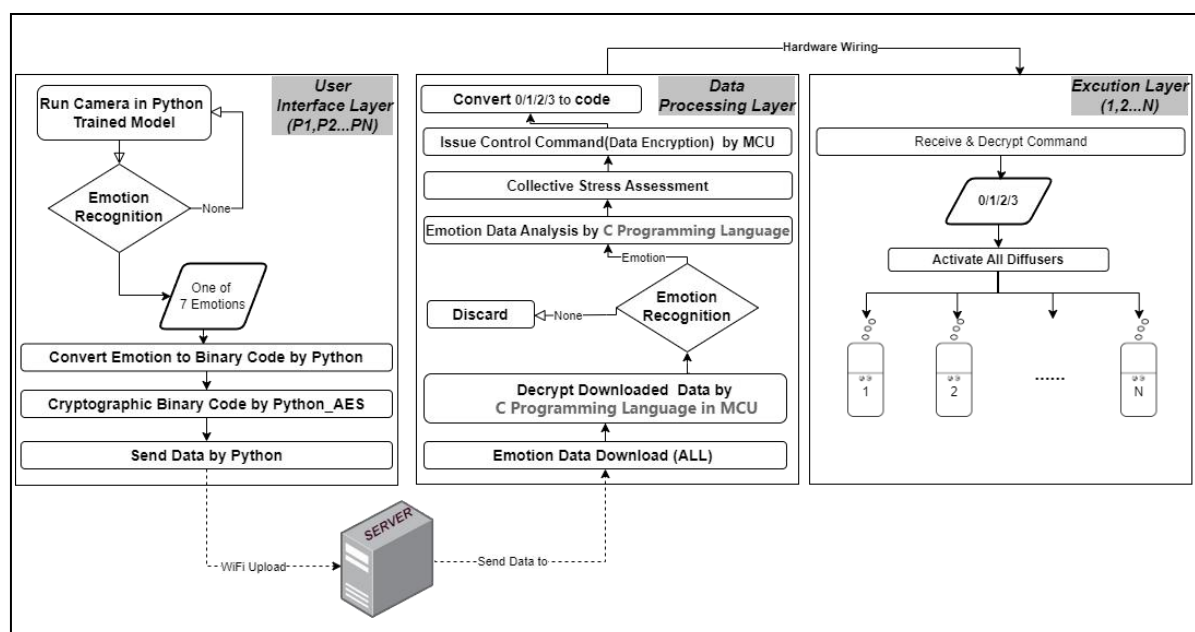 Hardware Wiring
User
Interface Layer
(P1,P2...PN)
Run Camera in Python
Trained Model
Emotion
Recognition
None
One of
7 Emotions
Convert Emotion to Binary Code by Python
Cryptographic Binary Code by Python_AES
Send Data by Python
WiFi Upload
SERVER
Send Data to
Data
Processing Layer
Convert 0/1/2/3 to code
Issue Control Command(Data Encryption) by MCU
Collective Stress Assessment
Emotion Data Analysis by C Programming Language
Emotion
Emotion
Recognition
None
Discard
Decrypt Downloaded Data by
C Programming Language in MCU
Emotion Data Download (ALL)
Excution Layer
(1,2...N)
Receive & Decrypt Command
0/1/2/3
Activate All Diffusers
1
2
......
N